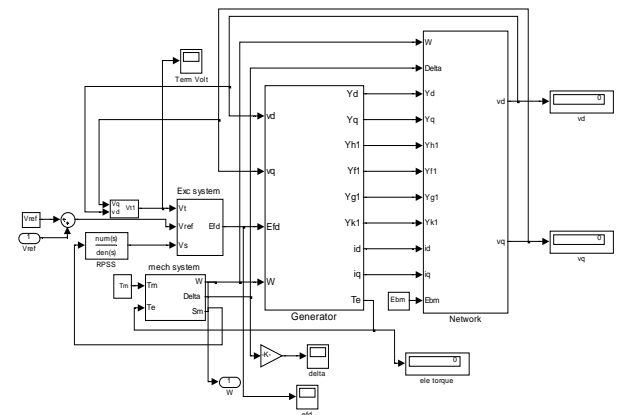 Term Volt
W
Delta
Yd
Yq
Yh1
Yf1
Yg1
Yk1
id
iq
Ebm
vd
vq
Network
0
vd
0
vq
vd
vq
Efd
W
Yd
Yq
Yh1
Yf1
Yg1
Yk1
id
iq
Te
Generator
Vq
vd
Vt1
Exc system
Vt
Vref
Vs
Efd
Vref
1
Vref
num(s)
den(s)
RPSS
mech system
Tm
Tm
Te
W
Delta
Sm
Ebm
-K-
delta
1
W
efd
0
ele torque